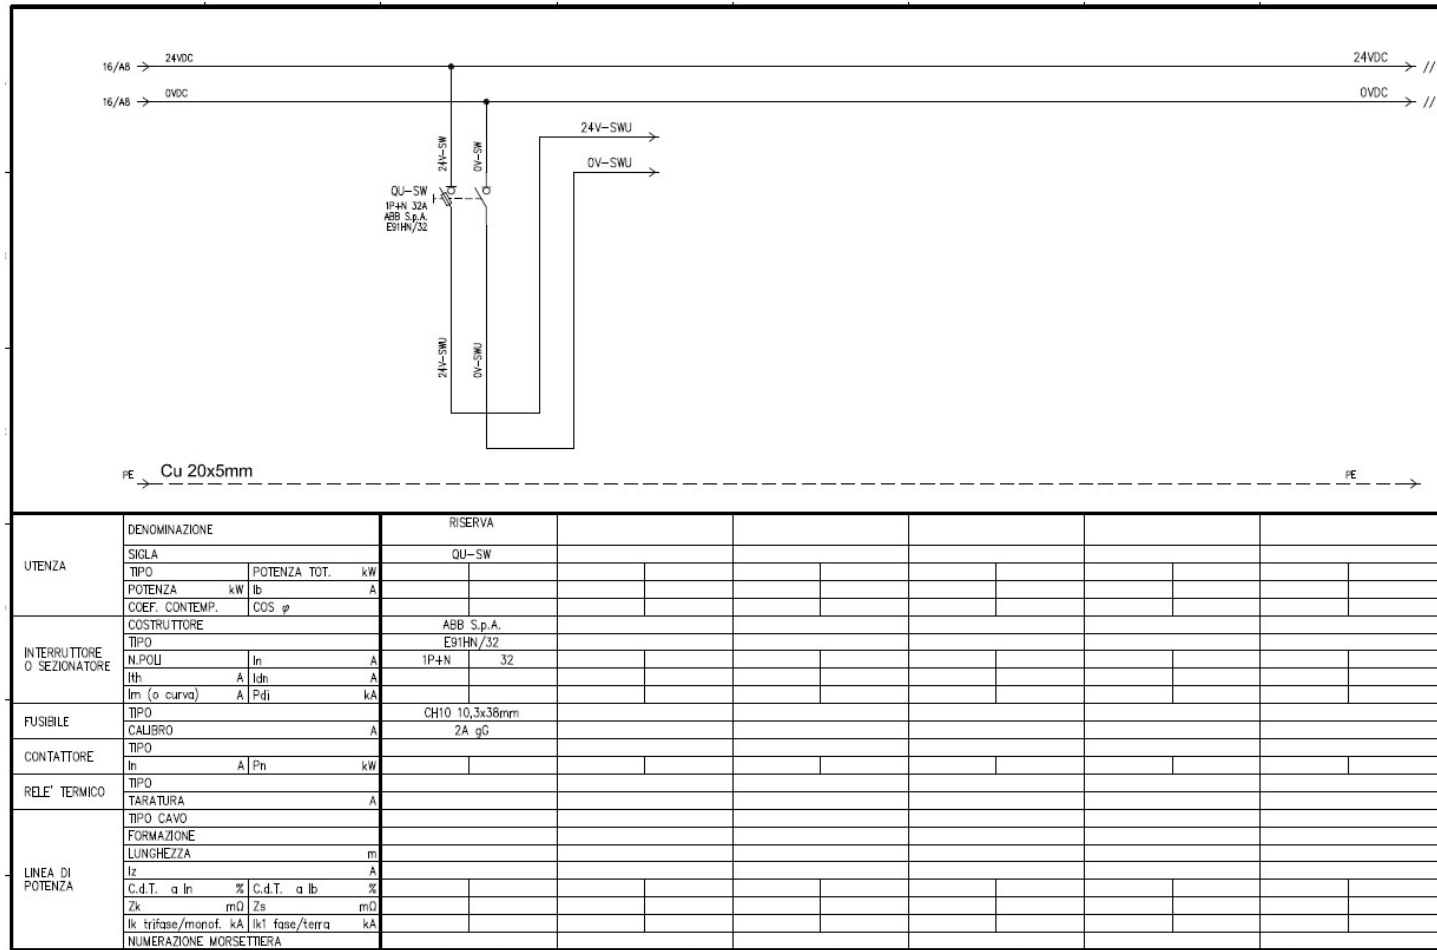 16/A8 24VDC 24VDC //
16/A8 0VDC 0VDC //
24V-SWU
0V-SWU
24V-SW
0V-SW
QU-SW
1P+N 32A
ABB S.p.A.
E91HN/32
24V-SWU
0V-SWU
PE Cu 20x5mm PE
UTENZA
DENOMINAZIONE RISERVA
SIGLA QU-SW
TIPO POTENZA TOT. kW
POTENZA kW Ib A
COEF. CONTEMP. COS φ
INTERRUTTORE
O SEZIONATORE
COSTRUTTORE ABB S.p.A.
TIPO E91HN/32
N.POLI In A 1P+N 32
Ith A Idn A
Im (o curva) A Pdi kA
FUSIBILE
TIPO CH10 10,3x38mm
CALIBRO A 2A gG
CONTATTORE
TIPO
In A Pn kW
RELE' TERMICO
TIPO
TARATURA A
LINEA DI
POTENZA
TIPO CAVO
FORMAZIONE
LUNGHEZZA m
Iz A
C.d.T. a In % C.d.T. a Ib %
Zk mΩ Zs mΩ
Ik trifase/monof. kA Ik1 fase/terra kA
NUMERAZIONE MORSETTIERA